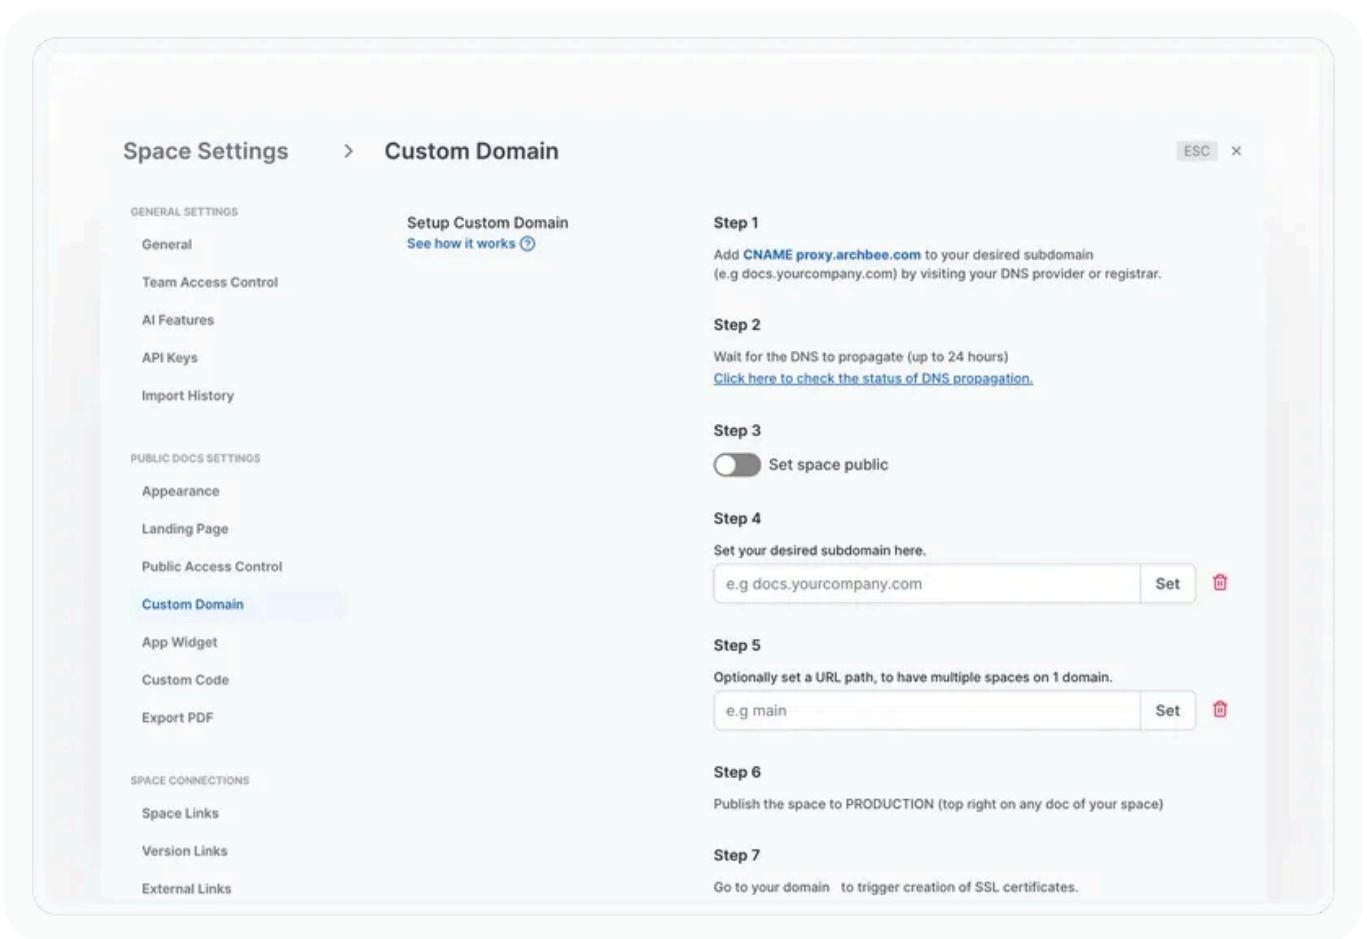 Space Settings > Custom Domain
ESC ×
GENERAL SETTINGS
General
Team Access Control
AI Features
API Keys
Import History
PUBLIC DOCS SETTINGS
Appearance
Landing Page
Public Access Control
Custom Domain
App Widget
Custom Code
Export PDF
SPACE CONNECTIONS
Space Links
Version Links
External Links
Setup Custom Domain
See how it works ?
Step 1
Add CNAME proxy.archbee.com to your desired subdomain
(e.g docs.yourcompany.com) by visiting your DNS provider or registrar.
Step 2
Wait for the DNS to propagate (up to 24 hours)
Click here to check the status of DNS propagation.
Step 3
Set space public
Step 4
Set your desired subdomain here.
e.g docs.yourcompany.com Set
Step 5
Optionally set a URL path, to have multiple spaces on 1 domain.
e.g main Set
Step 6
Publish the space to PRODUCTION (top right on any doc of your space)
Step 7
Go to your domain to trigger creation of SSL certificates.